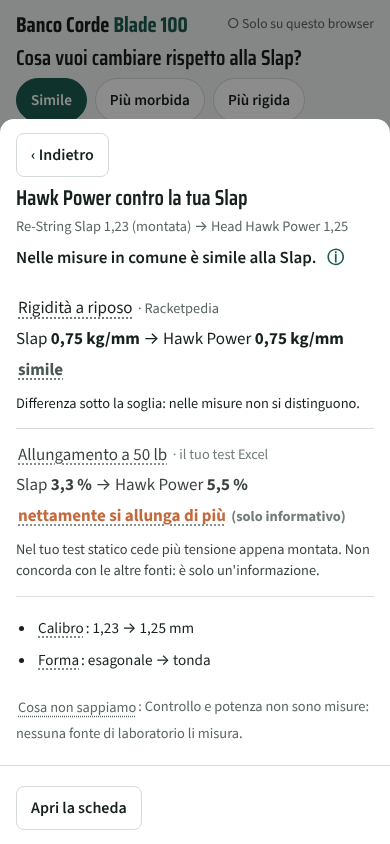 Banco Corde Blade 100
Solo su questo browser
Cosa vuoi cambiare rispetto alla Slap?
Simile
Più morbida
Più rigida
‹ Indietro
Hawk Power contro la tua Slap
Re-String Slap 1,23 (montata) → Head Hawk Power 1,25
Nelle misure in comune è simile alla Slap. ⓘ
Rigidità a riposo · Racketpedia
Slap 0,75 kg/mm → Hawk Power 0,75 kg/mm
simile
Differenza sotto la soglia: nelle misure non si distinguono.
Allungamento a 50 lb · il tuo test Excel
Slap 3,3 % → Hawk Power 5,5 %
nettamente si allunga di più (solo informativo)
Nel tuo test statico cede più tensione appena montata. Non
concorda con le altre fonti: è solo un'informazione.
• Calibro: 1,23 → 1,25 mm
• Forma: esagonale → tonda
Cosa non sappiamo: Controllo e potenza non sono misure:
nessuna fonte di laboratorio li misura.
Apri la scheda